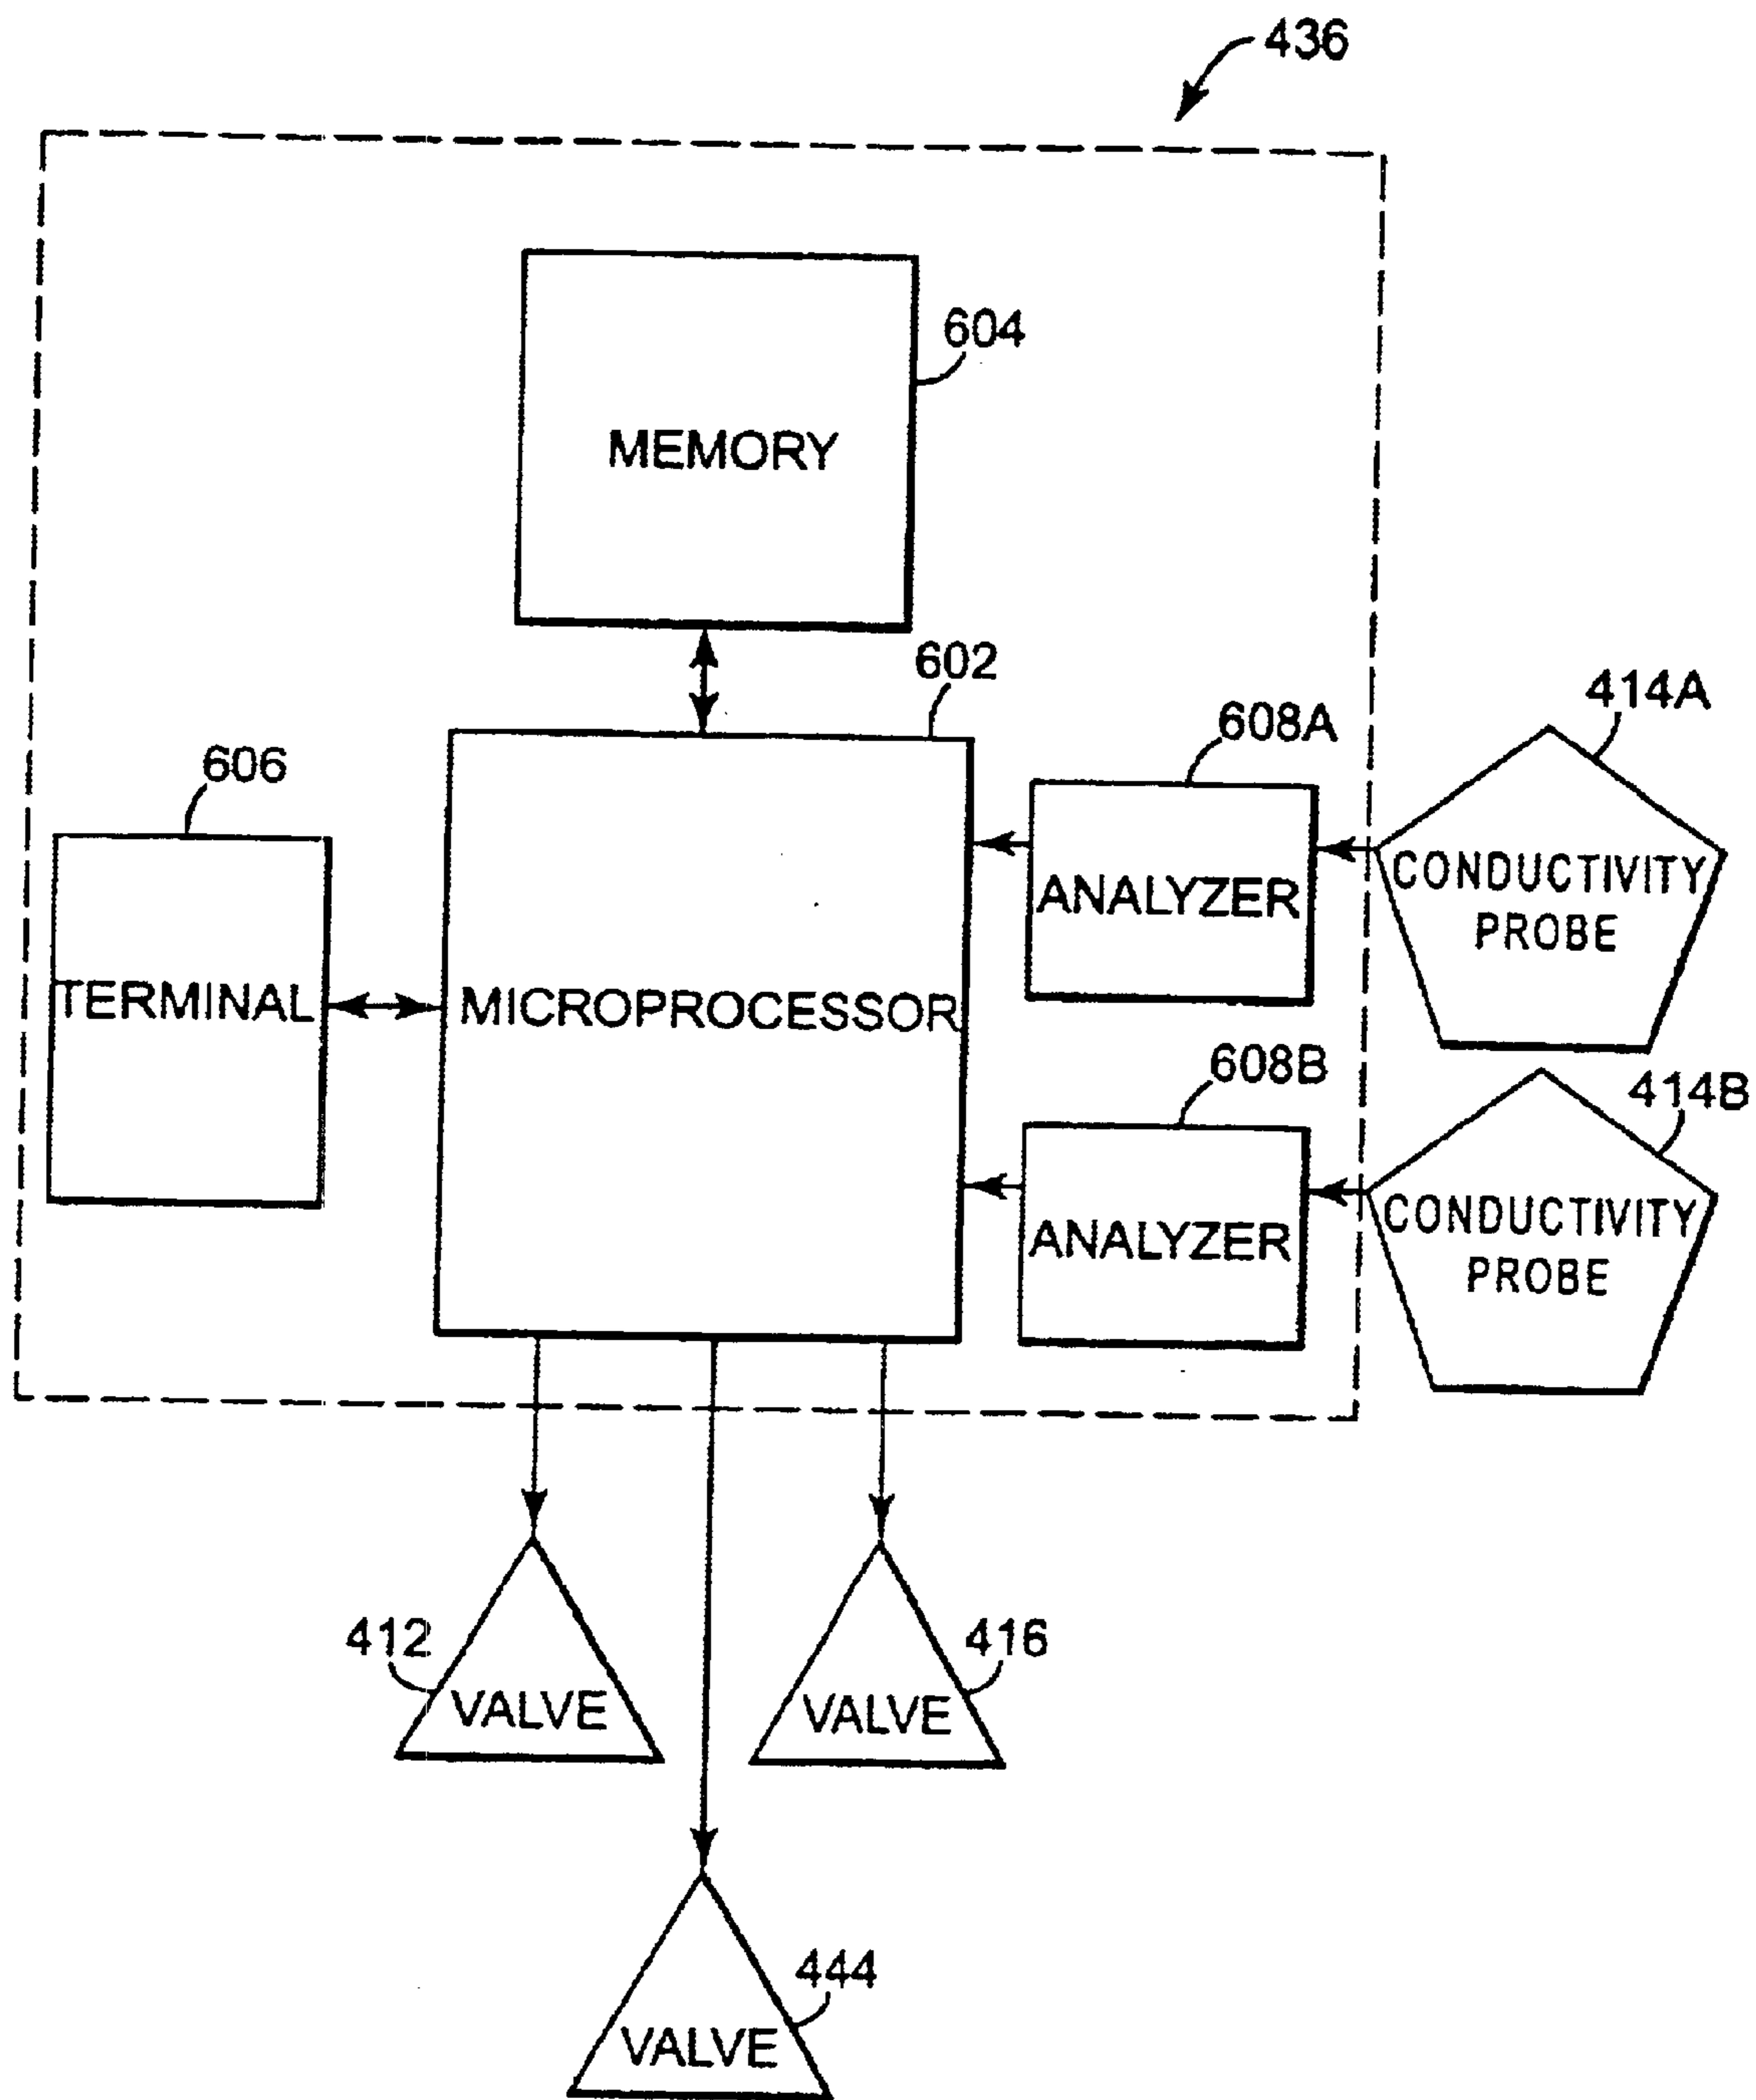 436
604
MEMORY
602
414A
608A
606
CONDUCTIVITY
PROBE
ANALYZER
TERMINAL
MICROPROCESSOR
608B
414B
CONDUCTIVITY
PROBE
ANALYZER
412
VALVE
416
VALVE
444
VALVE